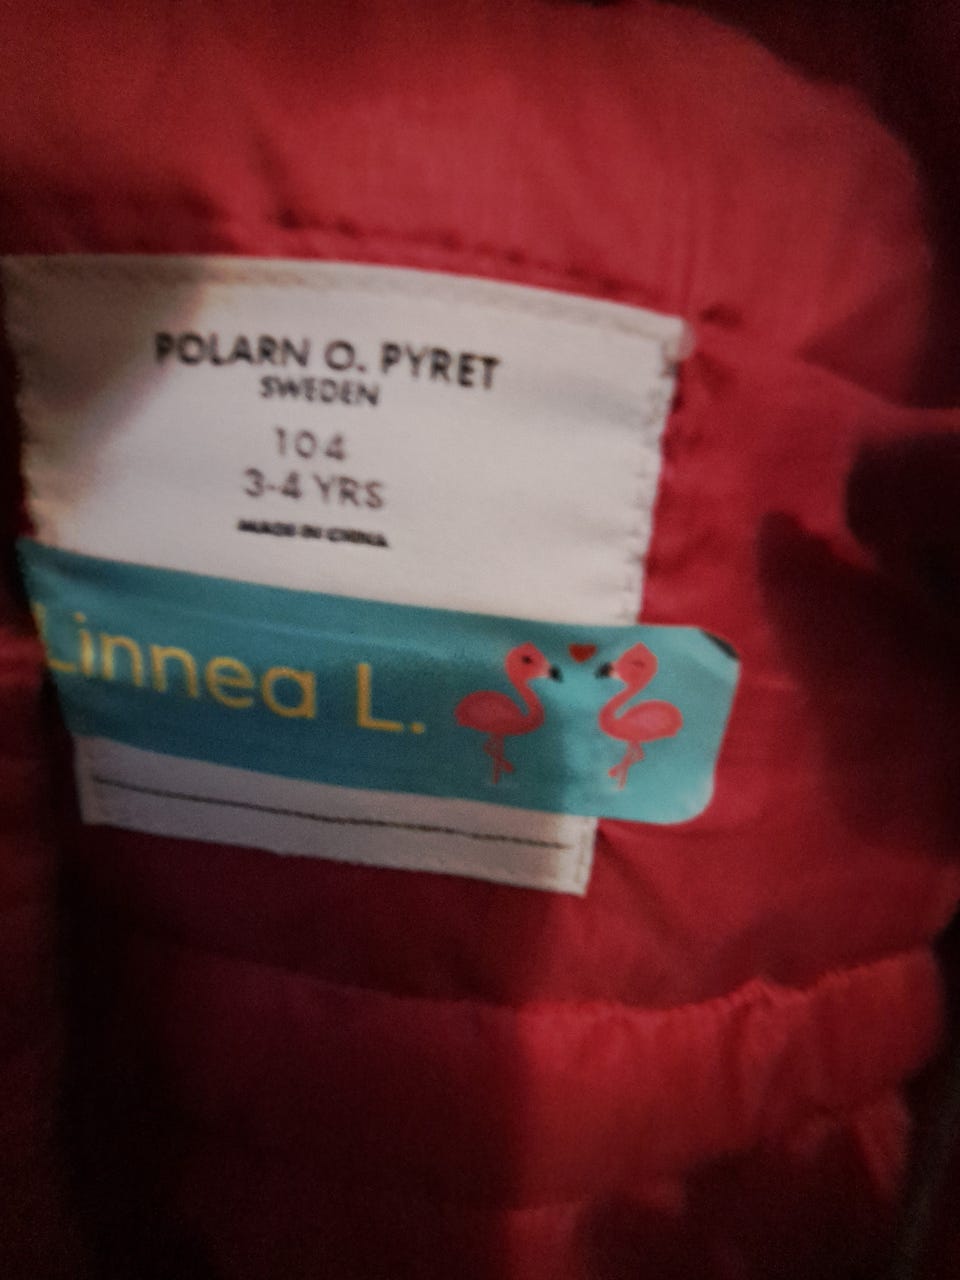 POLARN O. PYRET
SWEDEN
104
3-4 YRS
MADE IN CHINA
Linnea L.